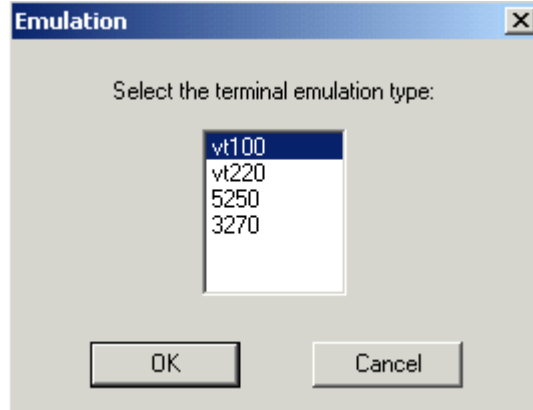 Emulation
Select the terminal emulation type:
vt100
vt220
5250
3270
OK
Cancel